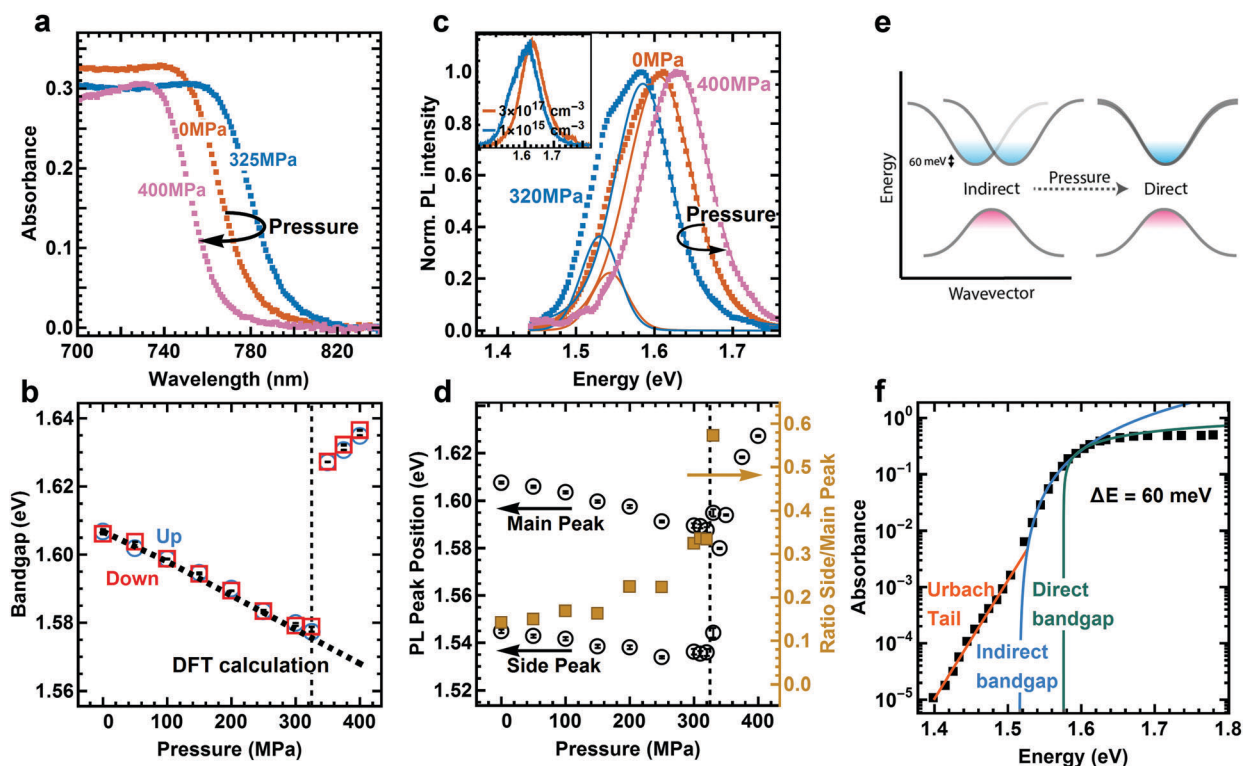 a
0.3
0.2
0.1
0.0
Absorbance
0MPa
325MPa
400MPa
Pressure
700
740
780
820
Wavelength (nm)
c
1.0
0.8
0.6
0.4
0.2
0.0
Norm. PL intensity
3×10¹⁷ cm⁻³
1×10¹⁵ cm⁻³
1.6
1.7
0MPa
400MPa
320MPa
Pressure
1.4
1.5
1.6
1.7
Energy (eV)
e
Energy
60 meV
Indirect
Pressure
Direct
Wavevector
b
1.64
1.62
1.60
1.58
1.56
Bandgap (eV)
Up
Down
DFT calculation
0
100
200
300
400
Pressure (MPa)
d
1.64
1.62
1.60
1.58
1.56
1.54
1.52
PL Peak Position (eV)
Main Peak
Side Peak
0.6
0.5
0.4
0.3
0.2
0.1
0.0
Ratio Side/Main Peak
0
100
200
300
400
Pressure (MPa)
f
10⁰
10⁻¹
10⁻²
10⁻³
10⁻⁴
10⁻⁵
Absorbance
ΔE = 60 meV
Urbach
Tail
Direct
bandgap
Indirect
bandgap
1.4
1.5
1.6
1.7
1.8
Energy (eV)